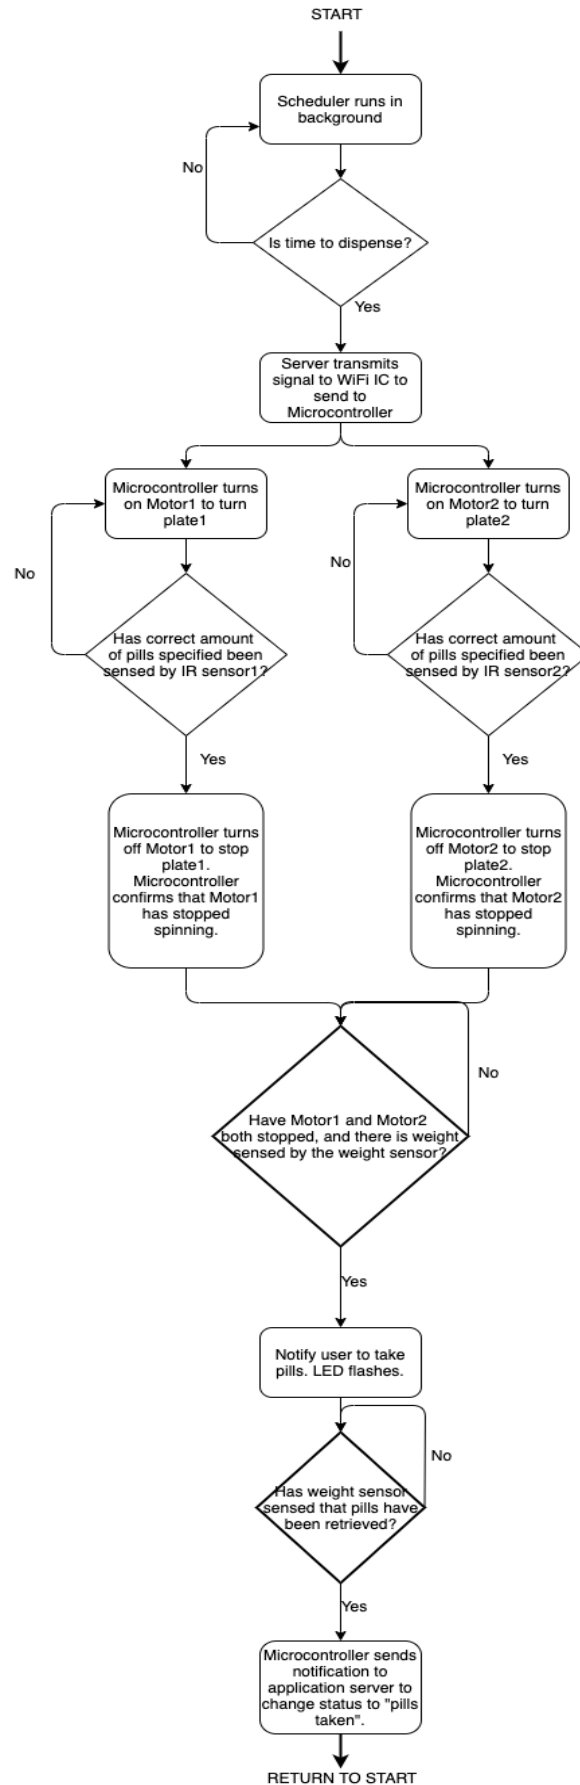 START
Scheduler runs in
background
No
Is time to dispense?
Yes
Server transmits
signal to WiFi IC to
send to
Microcontroller
Microcontroller turns
on Motor1 to turn
plate1
Microcontroller turns
on Motor2 to turn
plate2
No
No
Has correct amount
of pills specified been
sensed by IR sensor1?
Has correct amount
of pills specified been
sensed by IR sensor2?
Yes
Yes
Microcontroller turns
off Motor1 to stop
plate1.
Microcontroller
confirms that Motor1
has stopped
spinning.
Microcontroller turns
off Motor2 to stop
plate2.
Microcontroller
confirms that Motor2
has stopped
spinning.
No
Have Motor1 and Motor2
both stopped, and there is weight
sensed by the weight sensor?
Yes
Notify user to take
pills. LED flashes.
No
Has weight sensor
sensed that pills have
been retrieved?
Yes
Microcontroller sends
notification to
application server to
change status to "pills
taken".
RETURN TO START